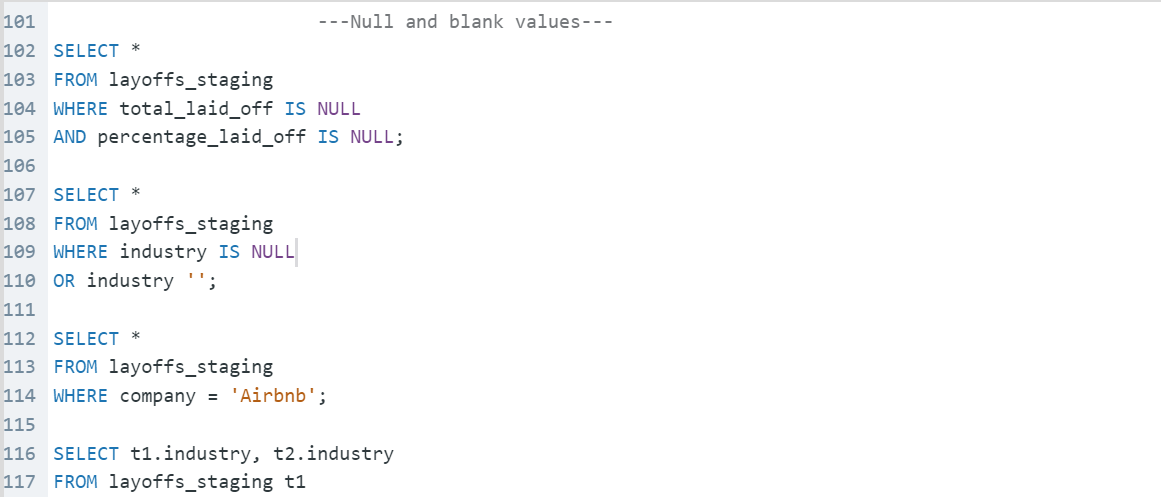 101 ---Null and blank values---
102 SELECT *
103 FROM layoffs_staging
104 WHERE total_laid_off IS NULL
105 AND percentage_laid_off IS NULL;
106
107 SELECT *
108 FROM layoffs_staging
109 WHERE industry IS NULL
110 OR industry '';
111
112 SELECT *
113 FROM layoffs_staging
114 WHERE company = 'Airbnb';
115
116 SELECT t1.industry, t2.industry
117 FROM layoffs_staging t1